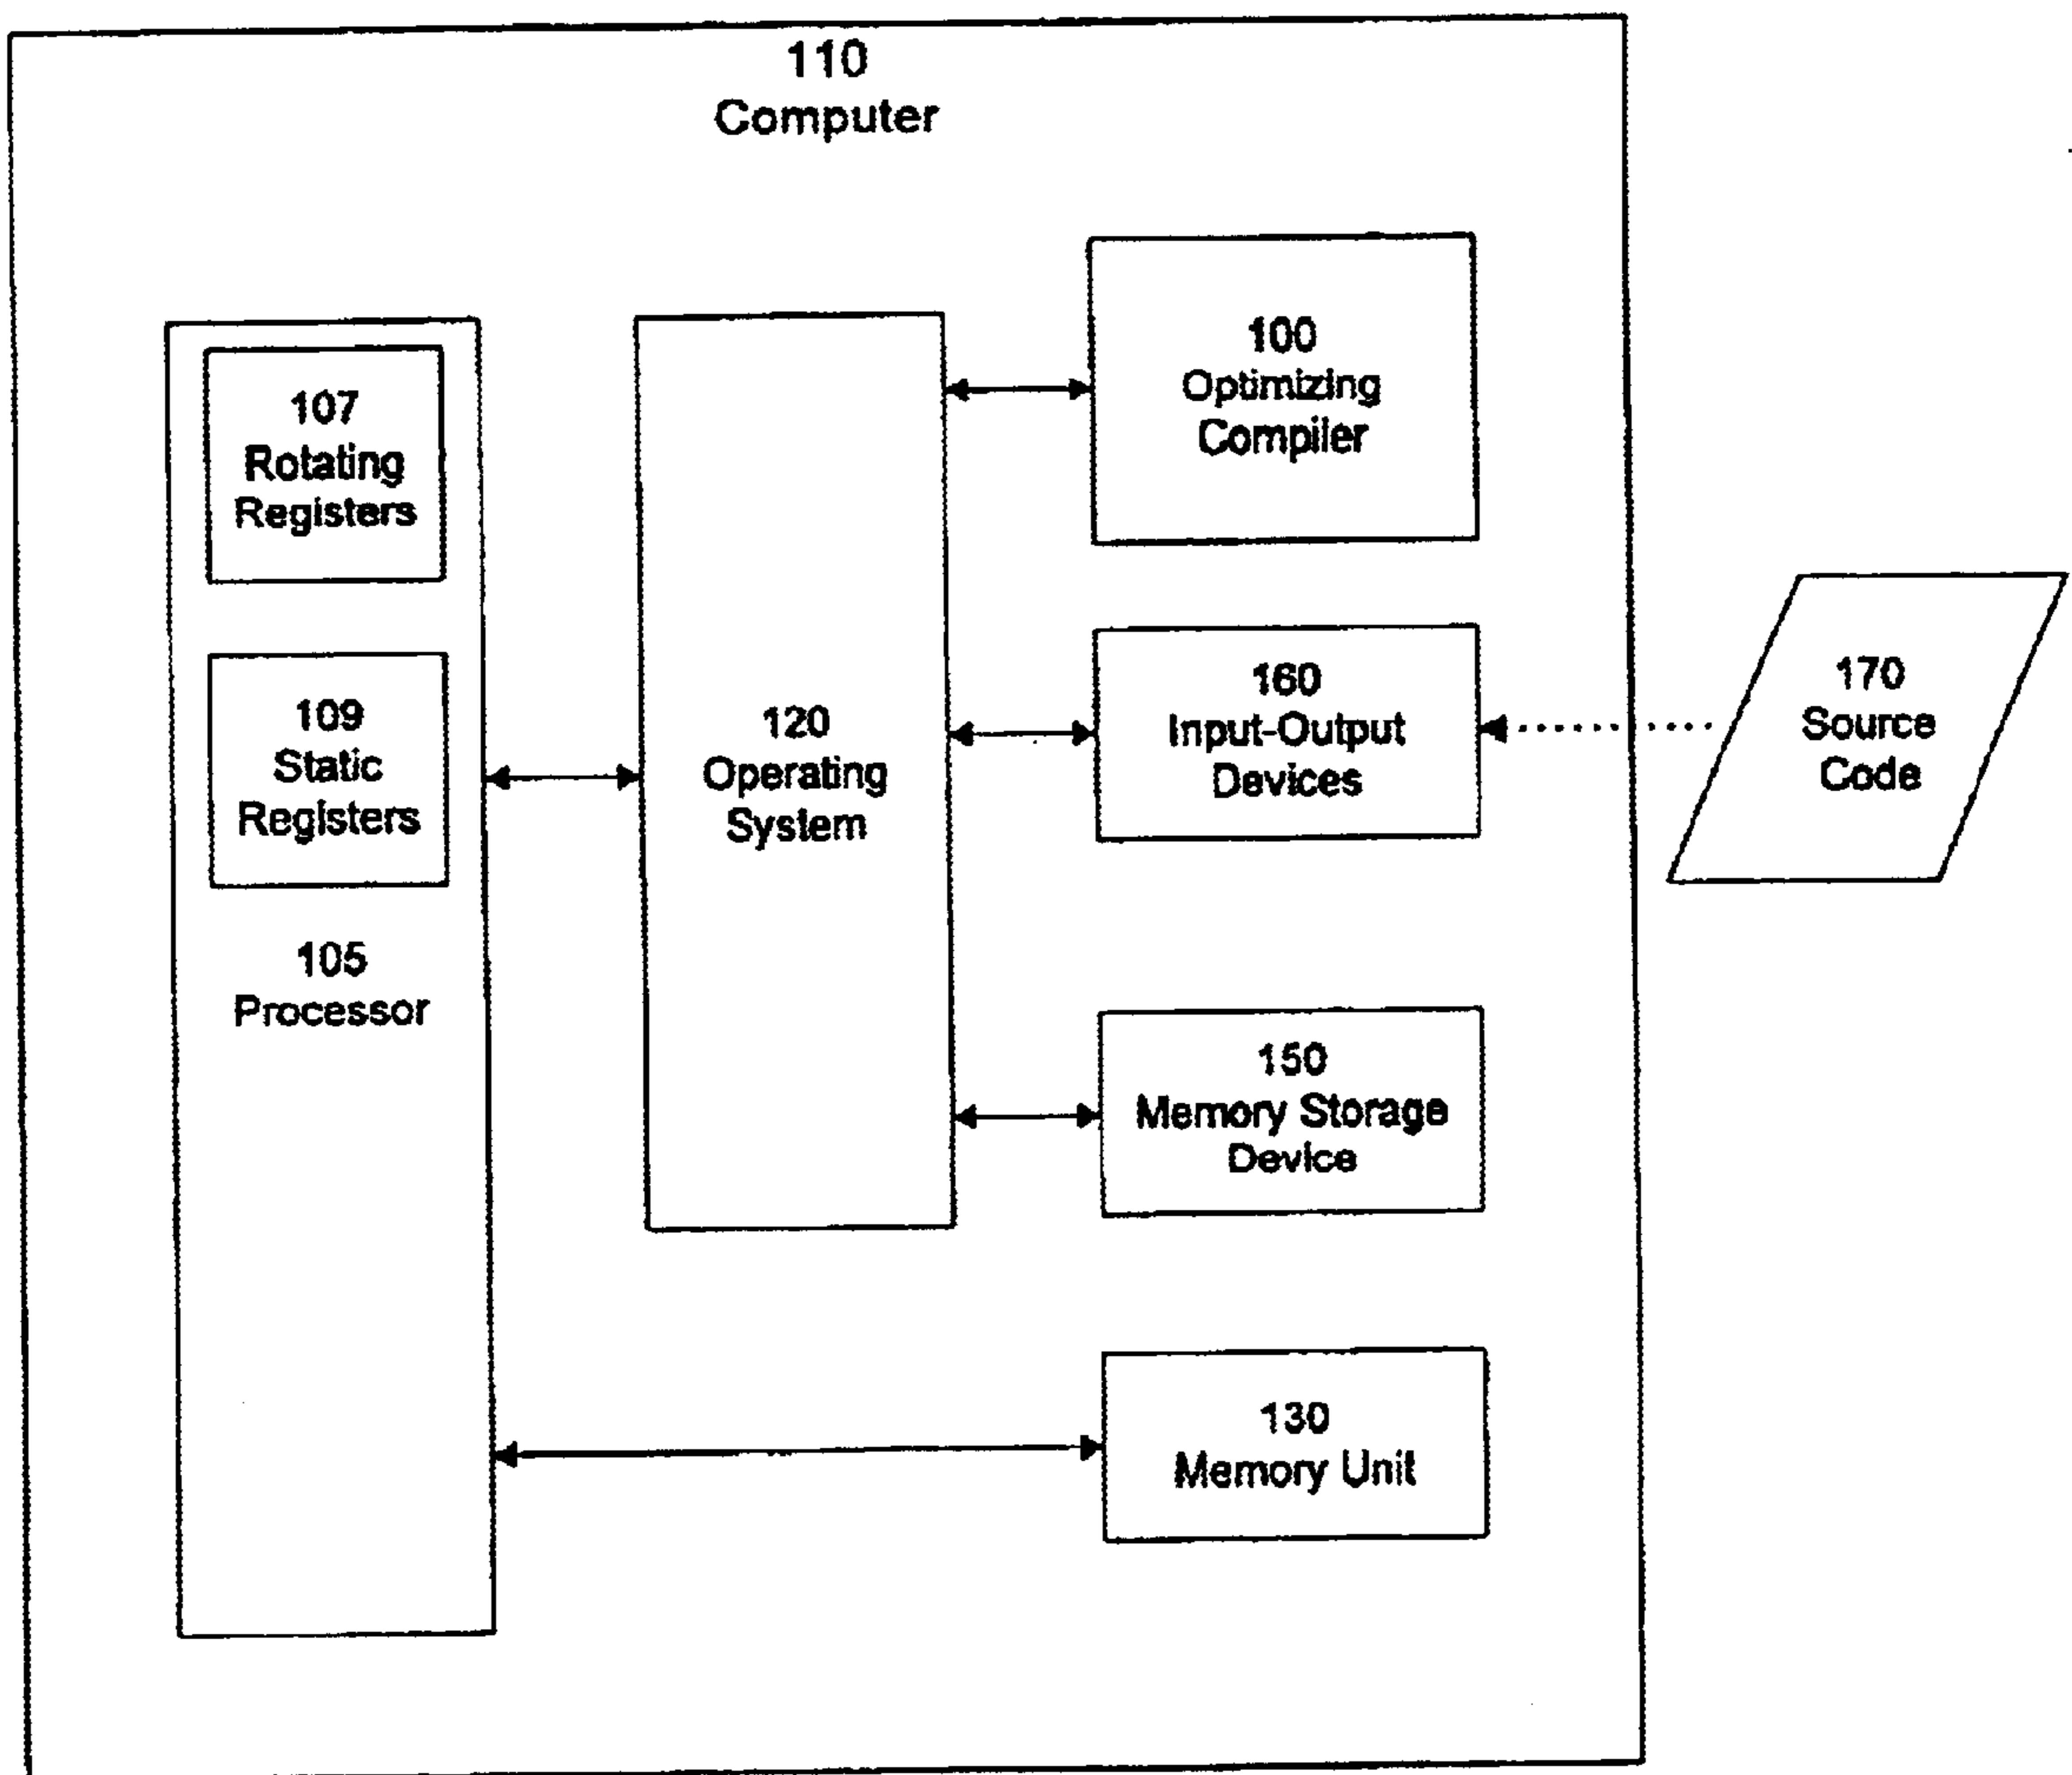 110
Computer
107
Rotating
Registers
109
Static
Registers
105
Processor
120
Operating
System
100
Optimizing
Compiler
160
Input-Output
Devices
150
Memory Storage
Device
130
Memory Unit
170
Source
Code